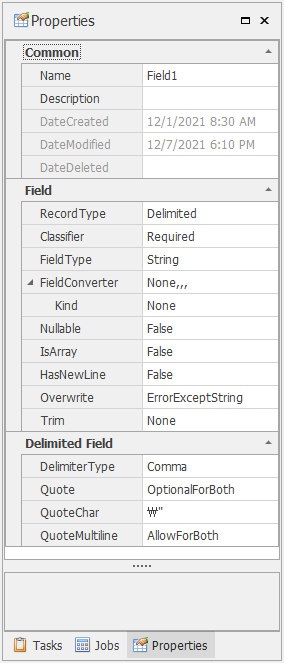 Properties
Common
Name Field1
Description
DateCreated 12/1/2021 8:30 AM
DateModified 12/7/2021 6:10 PM
DateDeleted
Field
RecordType Delimited
Classifier Required
FieldType String
FieldConverter None,,,
Kind None
Nullable False
IsArray False
HasNewLine False
Overwrite ErrorExceptString
Trim None
Delimited Field
DelimiterType Comma
Quote OptionalForBoth
QuoteChar ₩"
QuoteMultiline AllowForBoth
Tasks Jobs Properties